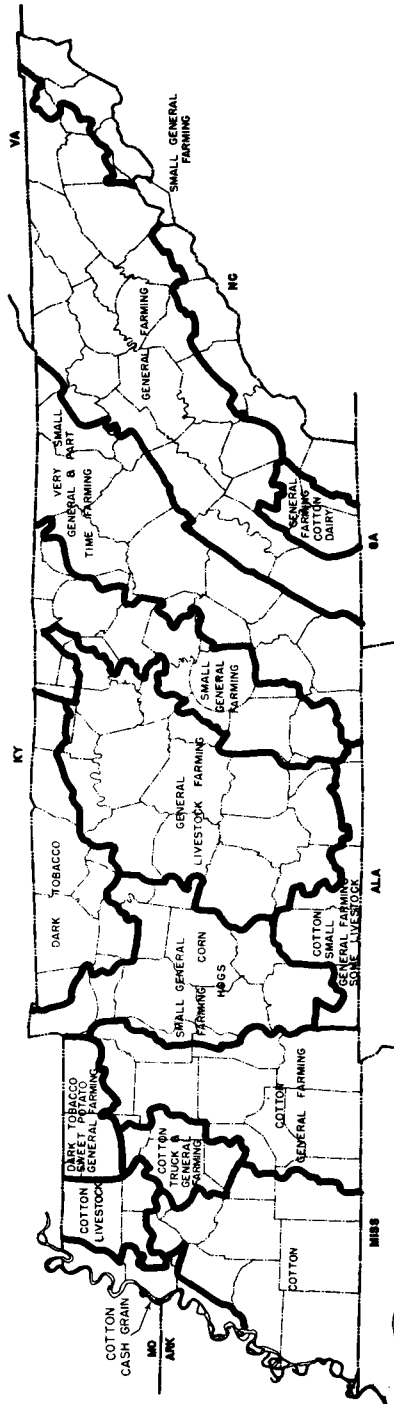 KY
VA
COTTON
CASH GRAIN
MO
ARK
COTTON
LIVESTOCK
DARK TOBACCO
SWEET POTATO
GENERAL FARMING
COTTON
TRUCK &
GENERAL
FARMING
COTTON
COTTON
GENERAL FARMING
DARK TOBACCO
SMALL GENERAL CORN
FARMING
HOGS
COTTON
SMALL
GENERAL FARMING
SOME LIVESTOCK
GENERAL
LIVESTOCK FARMING
SMALL
GENERAL
FARMING
VERY SMALL
GENERAL & PART
TIME FARMING
GENERAL FARMING
GENERAL
FARMING
COTTON
DAIRY
SMALL GENERAL
FARMING
NC
MISS
ALA
GA